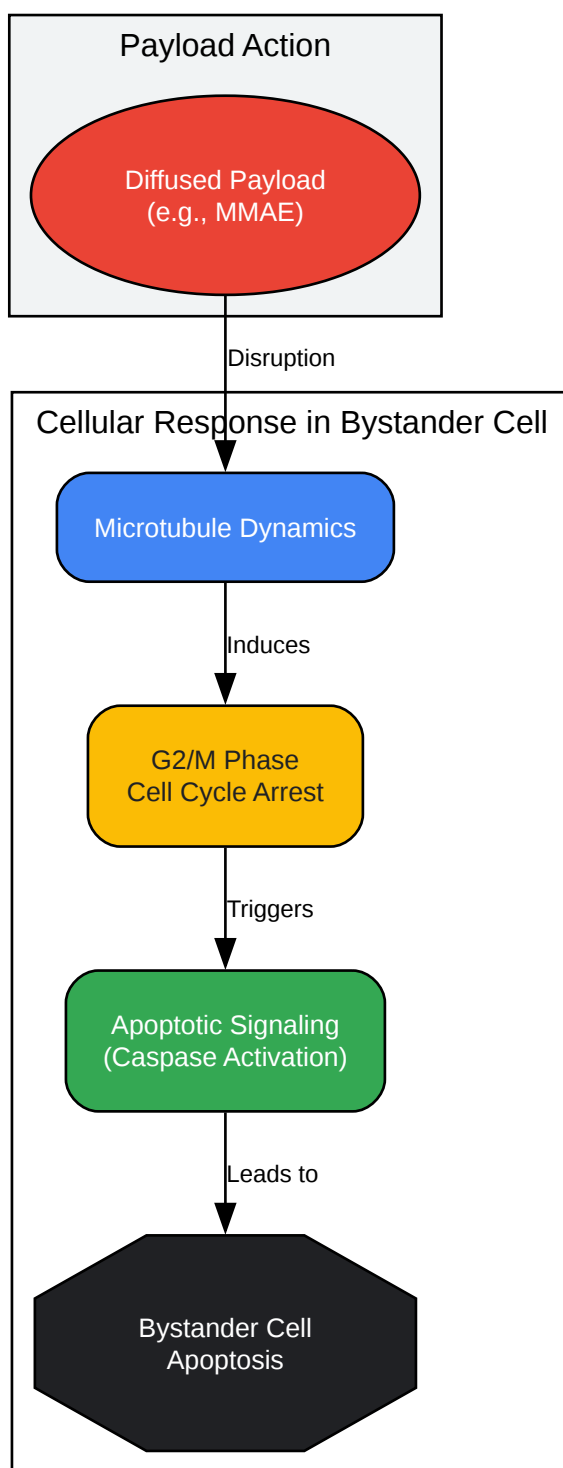 Payload Action
Diffused Payload
(e.g., MMAE)
Disruption
Cellular Response in Bystander Cell
Microtubule Dynamics
Induces
G2/M Phase
Cell Cycle Arrest
Triggers
Apoptotic Signaling
(Caspase Activation)
Leads to
Bystander Cell
Apoptosis